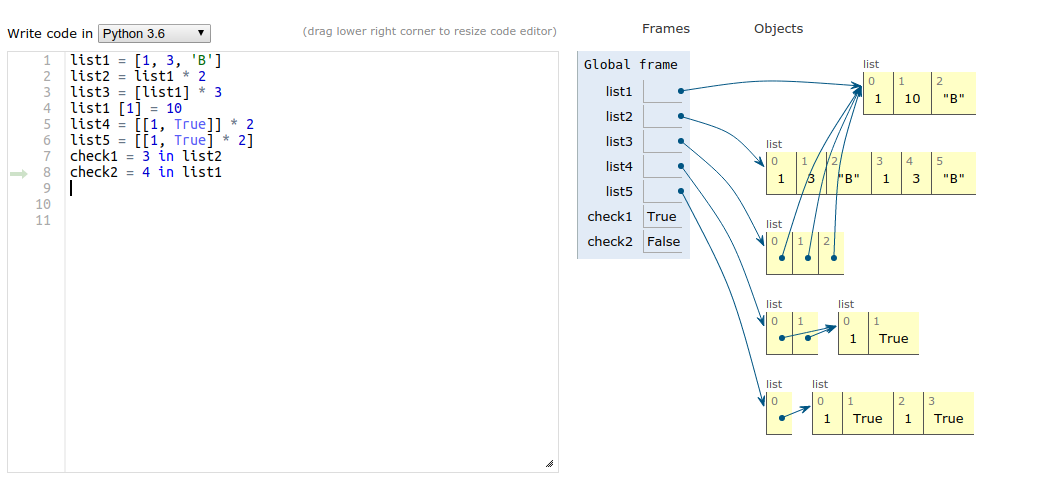 Write code in Python 3.6
(drag lower right corner to resize code editor)
1 list1 = [1, 3, 'B']
2 list2 = list1 * 2
3 list3 = [list1] * 3
4 list1 [1] = 10
5 list4 = [[1, True]] * 2
6 list5 = [[1, True] * 2]
7 check1 = 3 in list2
8 check2 = 4 in list1
9
10
11
Frames
Objects
Global frame
list1
list2
list3
list4
list5
check1 True
check2 False
list
0 1 2
1 10 "B"
list
0 1 2 3 4 5
1 3 "B" 1 3 "B"
list
0 1 2
list
0 1
list
0 1
1 True
list
0
list
0 1 2 3
1 True 1 True